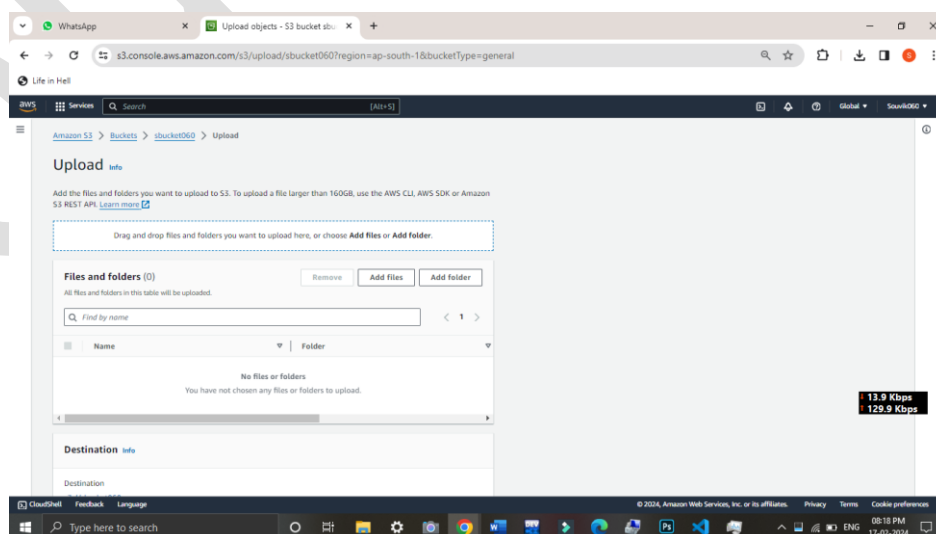 WhatsApp
Upload objects - S3 bucket sbu
s3.console.aws.amazon.com/s3/upload/sbucket060?region=ap-south-1&bucketType=general
Life in Hell
aws Services Search [Alt+S] Global Souvik060
Amazon S3 > Buckets > sbucket060 > Upload
Upload Info
Add the files and folders you want to upload to S3. To upload a file larger than 160GB, use the AWS CLI, AWS SDK or Amazon
S3 REST API. Learn more
Drag and drop files and folders you want to upload here, or choose Add files or Add folder.
Files and folders (0) Remove Add files Add folder
All files and folders in this table will be uploaded.
Find by name < 1 >
Name Folder
No files or folders
You have not chosen any files or folders to upload.
13.9 Kbps
129.9 Kbps
Destination Info
Destination
CloudShell Feedback Language © 2024, Amazon Web Services, Inc. or its affiliates. Privacy Terms Cookie preferences
Type here to search ENG 08:18 PM
17-02-2024